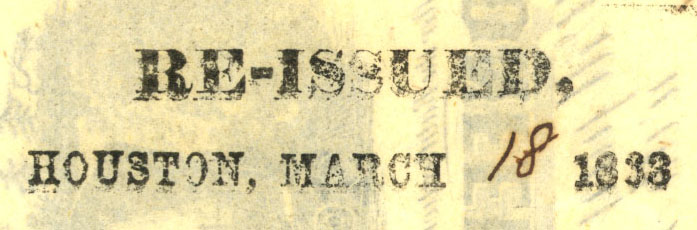 RE-ISSUED,
HOUSTON, MARCH 18 1838